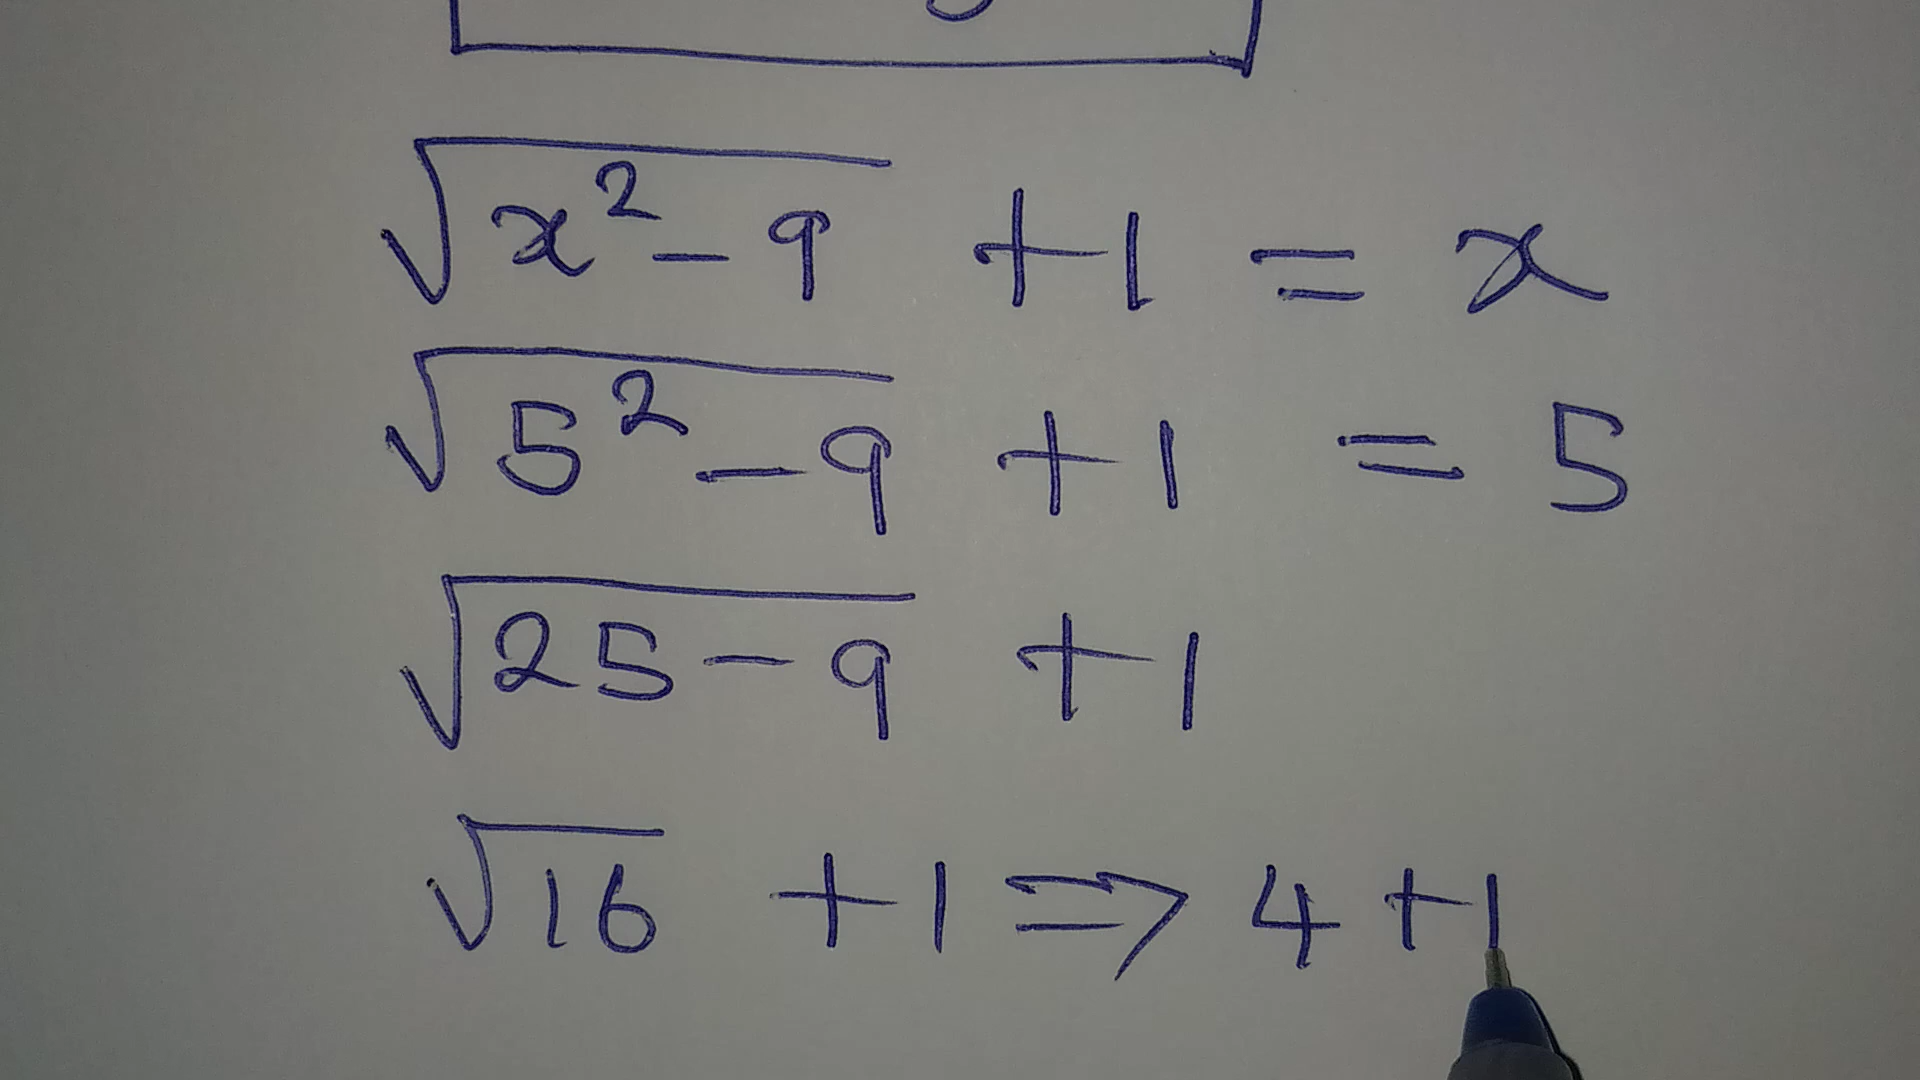 √(x² - 9) + 1 = x
√(5² - 9) + 1 = 5
√(25 - 9) + 1
√16 + 1 ⇒ 4 + 1